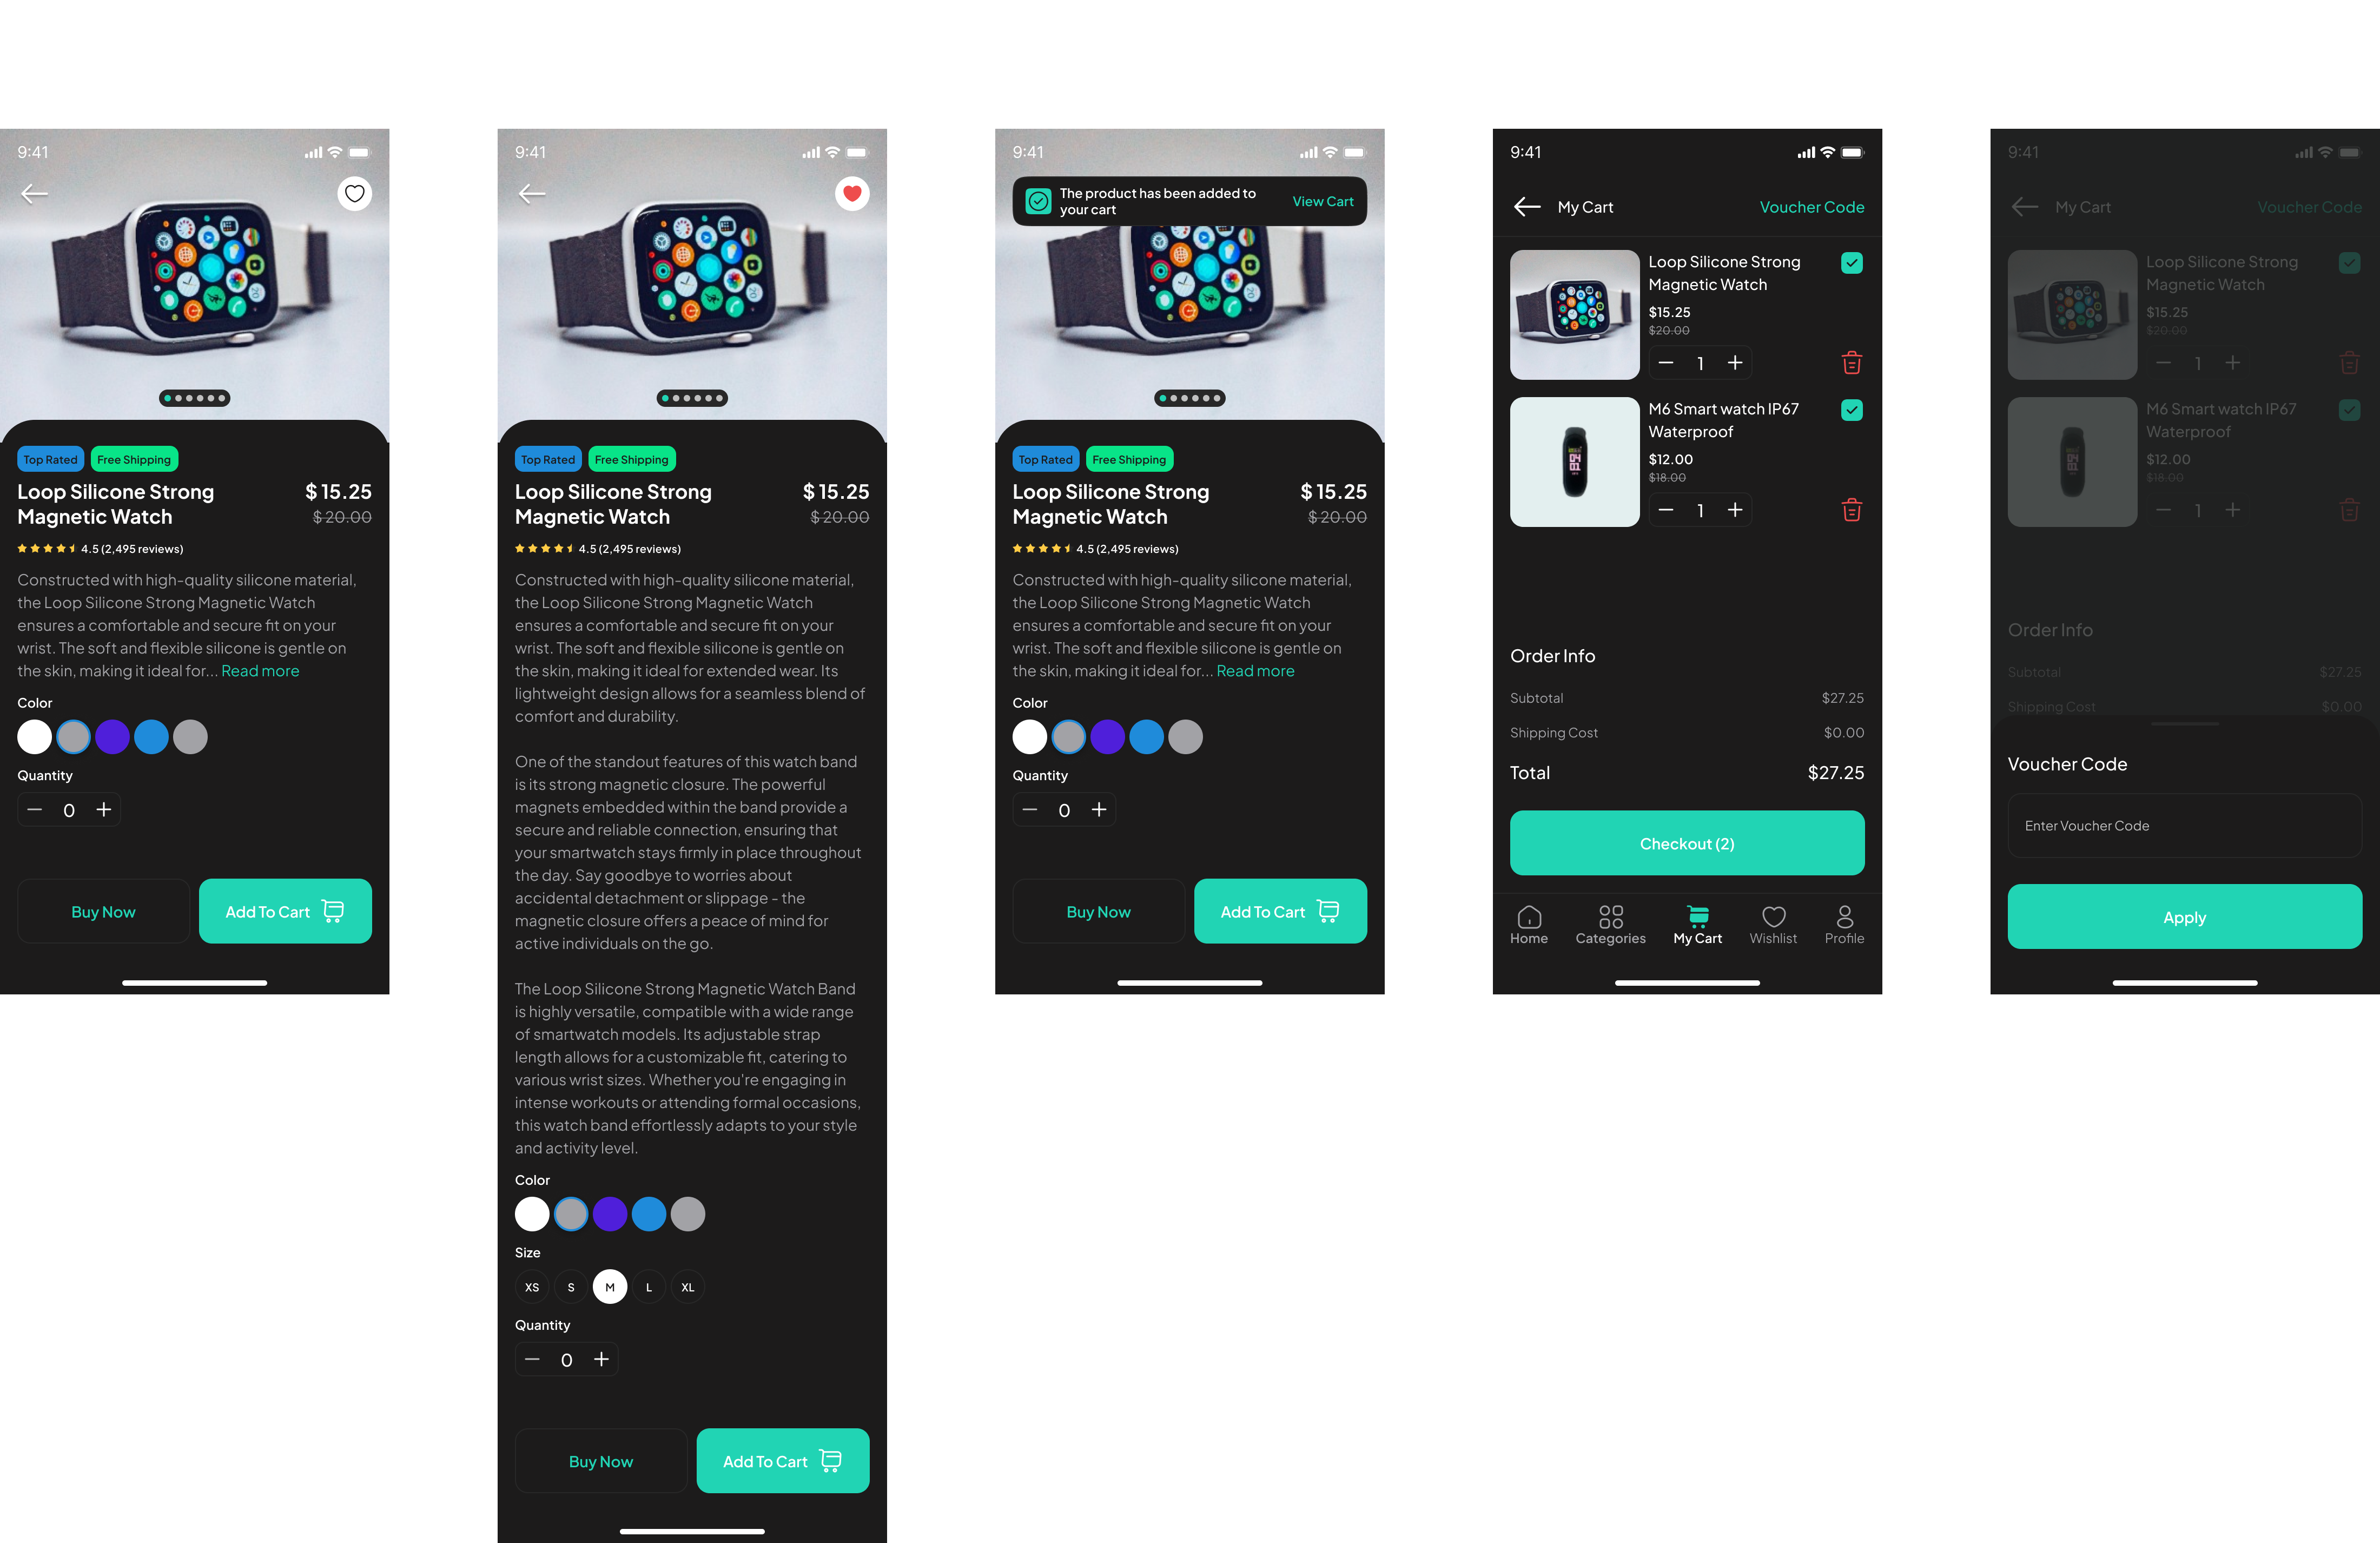 9:41
Top Rated
Free Shipping
Loop Silicone Strong
Magnetic Watch
$ 15.25
$ 20.00
4.5 (2,495 reviews)
Constructed with high-quality silicone material,
the Loop Silicone Strong Magnetic Watch
ensures a comfortable and secure fit on your
wrist. The soft and flexible silicone is gentle on
the skin, making it ideal for... Read more
Color
Quantity
0
Buy Now
Add To Cart
9:41
Top Rated
Free Shipping
Loop Silicone Strong
Magnetic Watch
$ 15.25
$ 20.00
4.5 (2,495 reviews)
Constructed with high-quality silicone material,
the Loop Silicone Strong Magnetic Watch
ensures a comfortable and secure fit on your
wrist. The soft and flexible silicone is gentle on
the skin, making it ideal for extended wear. Its
lightweight design allows for a seamless blend of
comfort and durability.
One of the standout features of this watch band
is its strong magnetic closure. The powerful
magnets embedded within the band provide a
secure and reliable connection, ensuring that
your smartwatch stays firmly in place throughout
the day. Say goodbye to worries about
accidental detachment or slippage - the
magnetic closure offers a peace of mind for
active individuals on the go.
The Loop Silicone Strong Magnetic Watch Band
is highly versatile, compatible with a wide range
of smartwatch models. Its adjustable strap
length allows for a customizable fit, catering to
various wrist sizes. Whether you're engaging in
intense workouts or attending formal occasions,
this watch band effortlessly adapts to your style
and activity level.
Color
Size
XS
S
M
L
XL
Quantity
0
Buy Now
Add To Cart
9:41
The product has been added to
your cart
View Cart
Top Rated
Free Shipping
Loop Silicone Strong
Magnetic Watch
$ 15.25
$ 20.00
4.5 (2,495 reviews)
Constructed with high-quality silicone material,
the Loop Silicone Strong Magnetic Watch
ensures a comfortable and secure fit on your
wrist. The soft and flexible silicone is gentle on
the skin, making it ideal for... Read more
Color
Quantity
0
Buy Now
Add To Cart
9:41
My Cart
Voucher Code
Loop Silicone Strong
Magnetic Watch
$15.25
$20.00
1
M6 Smart watch IP67
Waterproof
$12.00
$18.00
1
04
01
Order Info
Subtotal
$27.25
Shipping Cost
$0.00
Total
$27.25
Checkout (2)
Home
Categories
My Cart
Wishlist
Profile
9:41
My Cart
Voucher Code
Loop Silicone Strong
Magnetic Watch
$15.25
$20.00
1
M6 Smart watch IP67
Waterproof
$12.00
$18.00
1
04
01
Order Info
Subtotal
$27.25
Shipping Cost
$0.00
Voucher Code
Enter Voucher Code
Apply